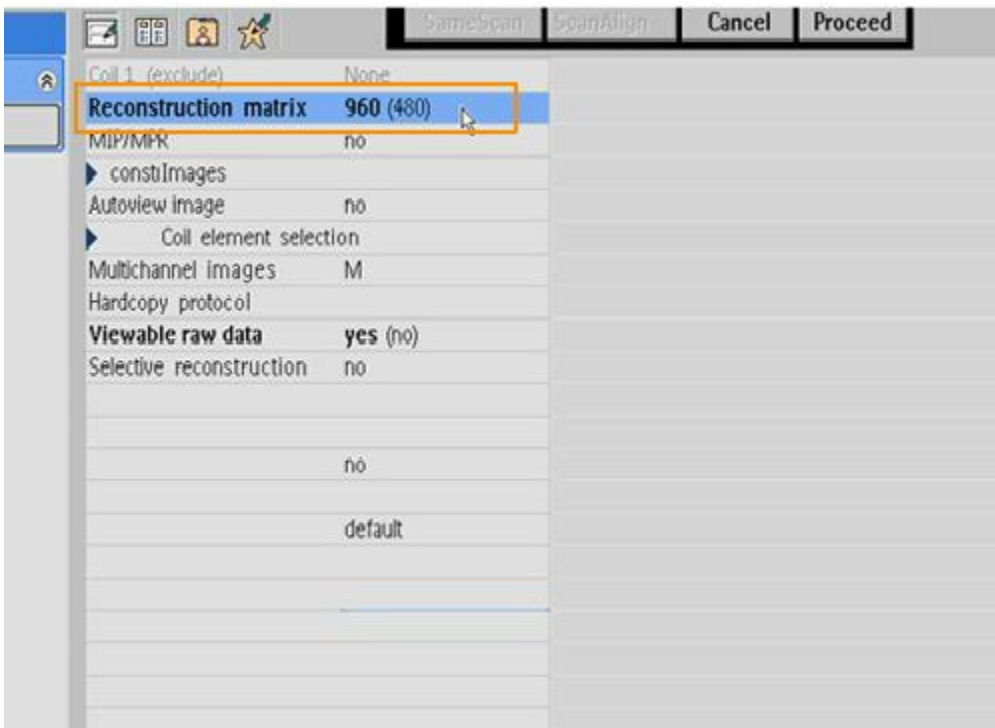 SameScan ScanAlign Cancel Proceed
Coil 1 (exclude) None
Reconstruction matrix 960 (480)
MIP/MPR no
constrImages
Autoview image no
Coil element selection
Multichannel images M
Hardcopy protocol
Viewable raw data yes (no)
Selective reconstruction no
no
default